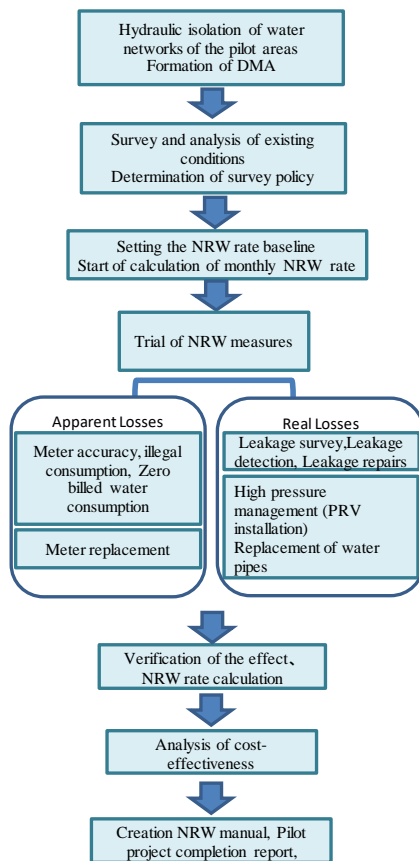 Hydraulic isolation of water
networks of the pilot areas
Formation of DMA
Survey and analysis of existing
conditions
Determination of survey policy
Setting the NRW rate baseline
Start of calculation of monthly NRW rate
Trial of NRW measures
Apparent Losses
Meter accuracy, illegal
consumption, Zero
billed water
consumption
Meter replacement
Real Losses
Leakage survey,Leakage
detection, Leakage repairs
High pressure
management (PRV
installation)
Replacement of water
pipes
Verification of the effect、
NRW rate calculation
Analysis of cost-
effectiveness
Creation NRW manual, Pilot
project completion report,